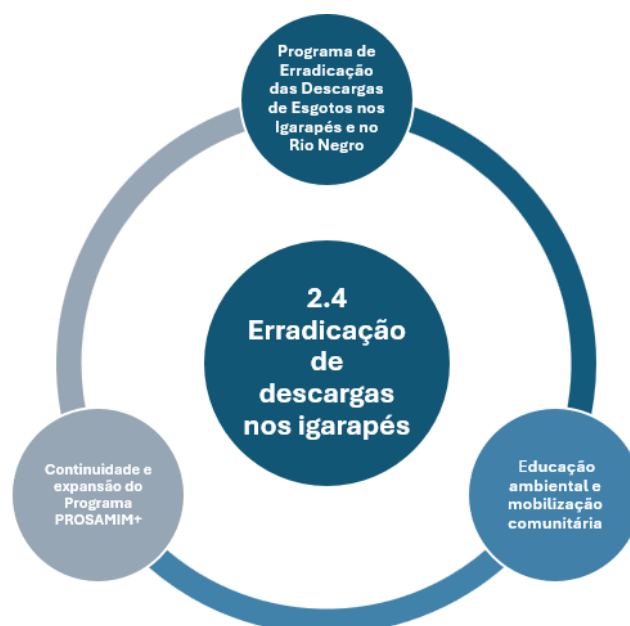 Programa de
Erradicação
das Descargas
de Esgotos nos
Igarapés e no
Rio Negro
2.4
Erradicação
de
descargas
nos igarapés
Continuidade e
expansão do
Programa
PROSAMIM+
Educação
ambiental e
mobilização
comunitária